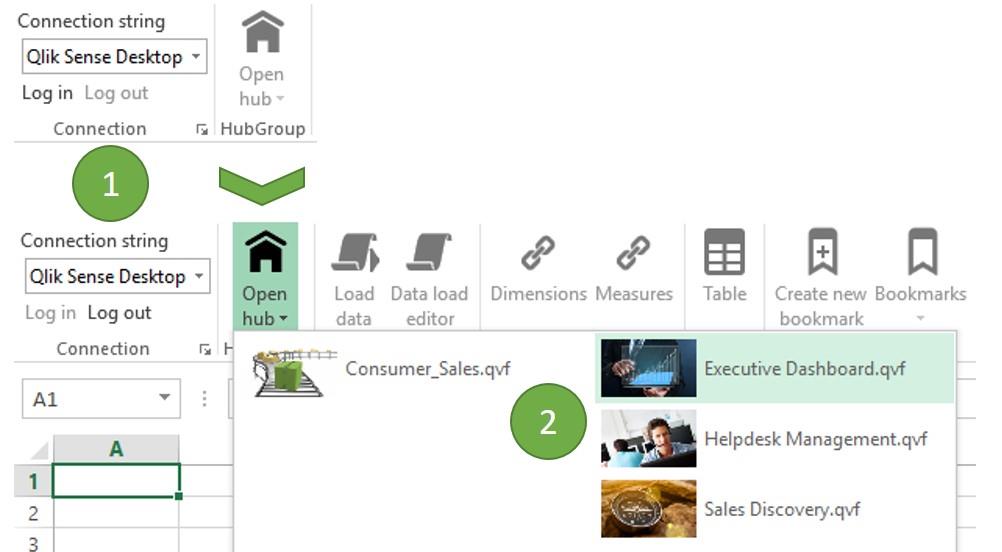 Connection string
Qlik Sense Desktop
Log in Log out
Connection
Open
hub
HubGroup
1
Connection string
Qlik Sense Desktop
Log in Log out
Connection
Open
hub
H
Load
data
Data load
editor
Dimensions
Measures
Table
Create new
bookmark
Bookmarks
A1
A
1
2
3
Consumer_Sales.qvf
2
Executive Dashboard.qvf
Helpdesk Management.qvf
Sales Discovery.qvf